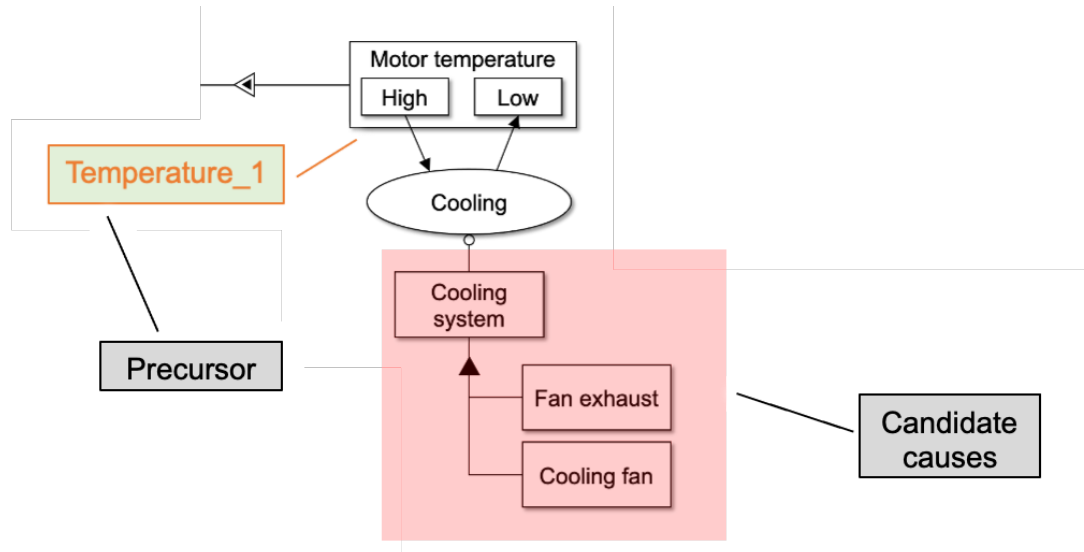 Motor temperature
High
Low
Temperature_1
Cooling
Cooling
system
Precursor
Fan exhaust
Candidate
causes
Cooling fan